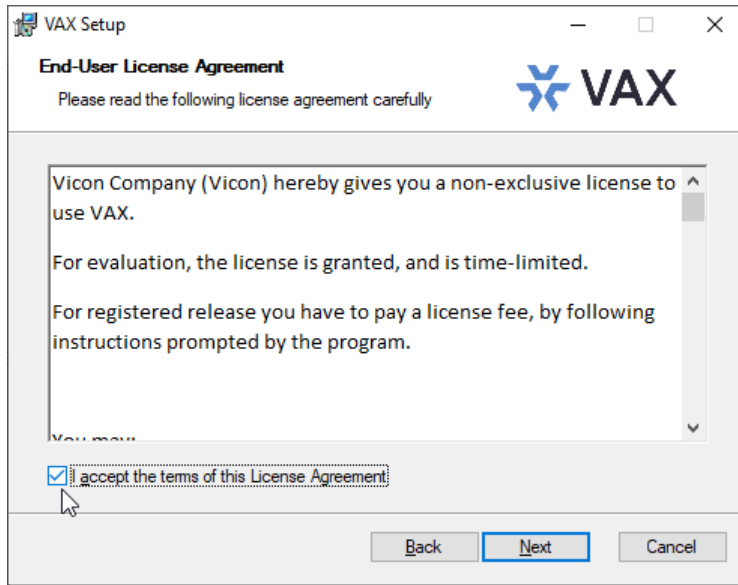 VAX Setup
End-User License Agreement
Please read the following license agreement carefully
VAX
Vicon Company (Vicon) hereby gives you a non-exclusive license to
use VAX.
For evaluation, the license is granted, and is time-limited.
For registered release you have to pay a license fee, by following
instructions prompted by the program.
You may:
I accept the terms of this License Agreement
Back
Next
Cancel